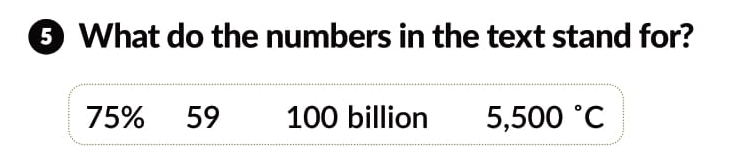 5 What do the numbers in the text stand for?
75% 59 100 billion 5,500 °C